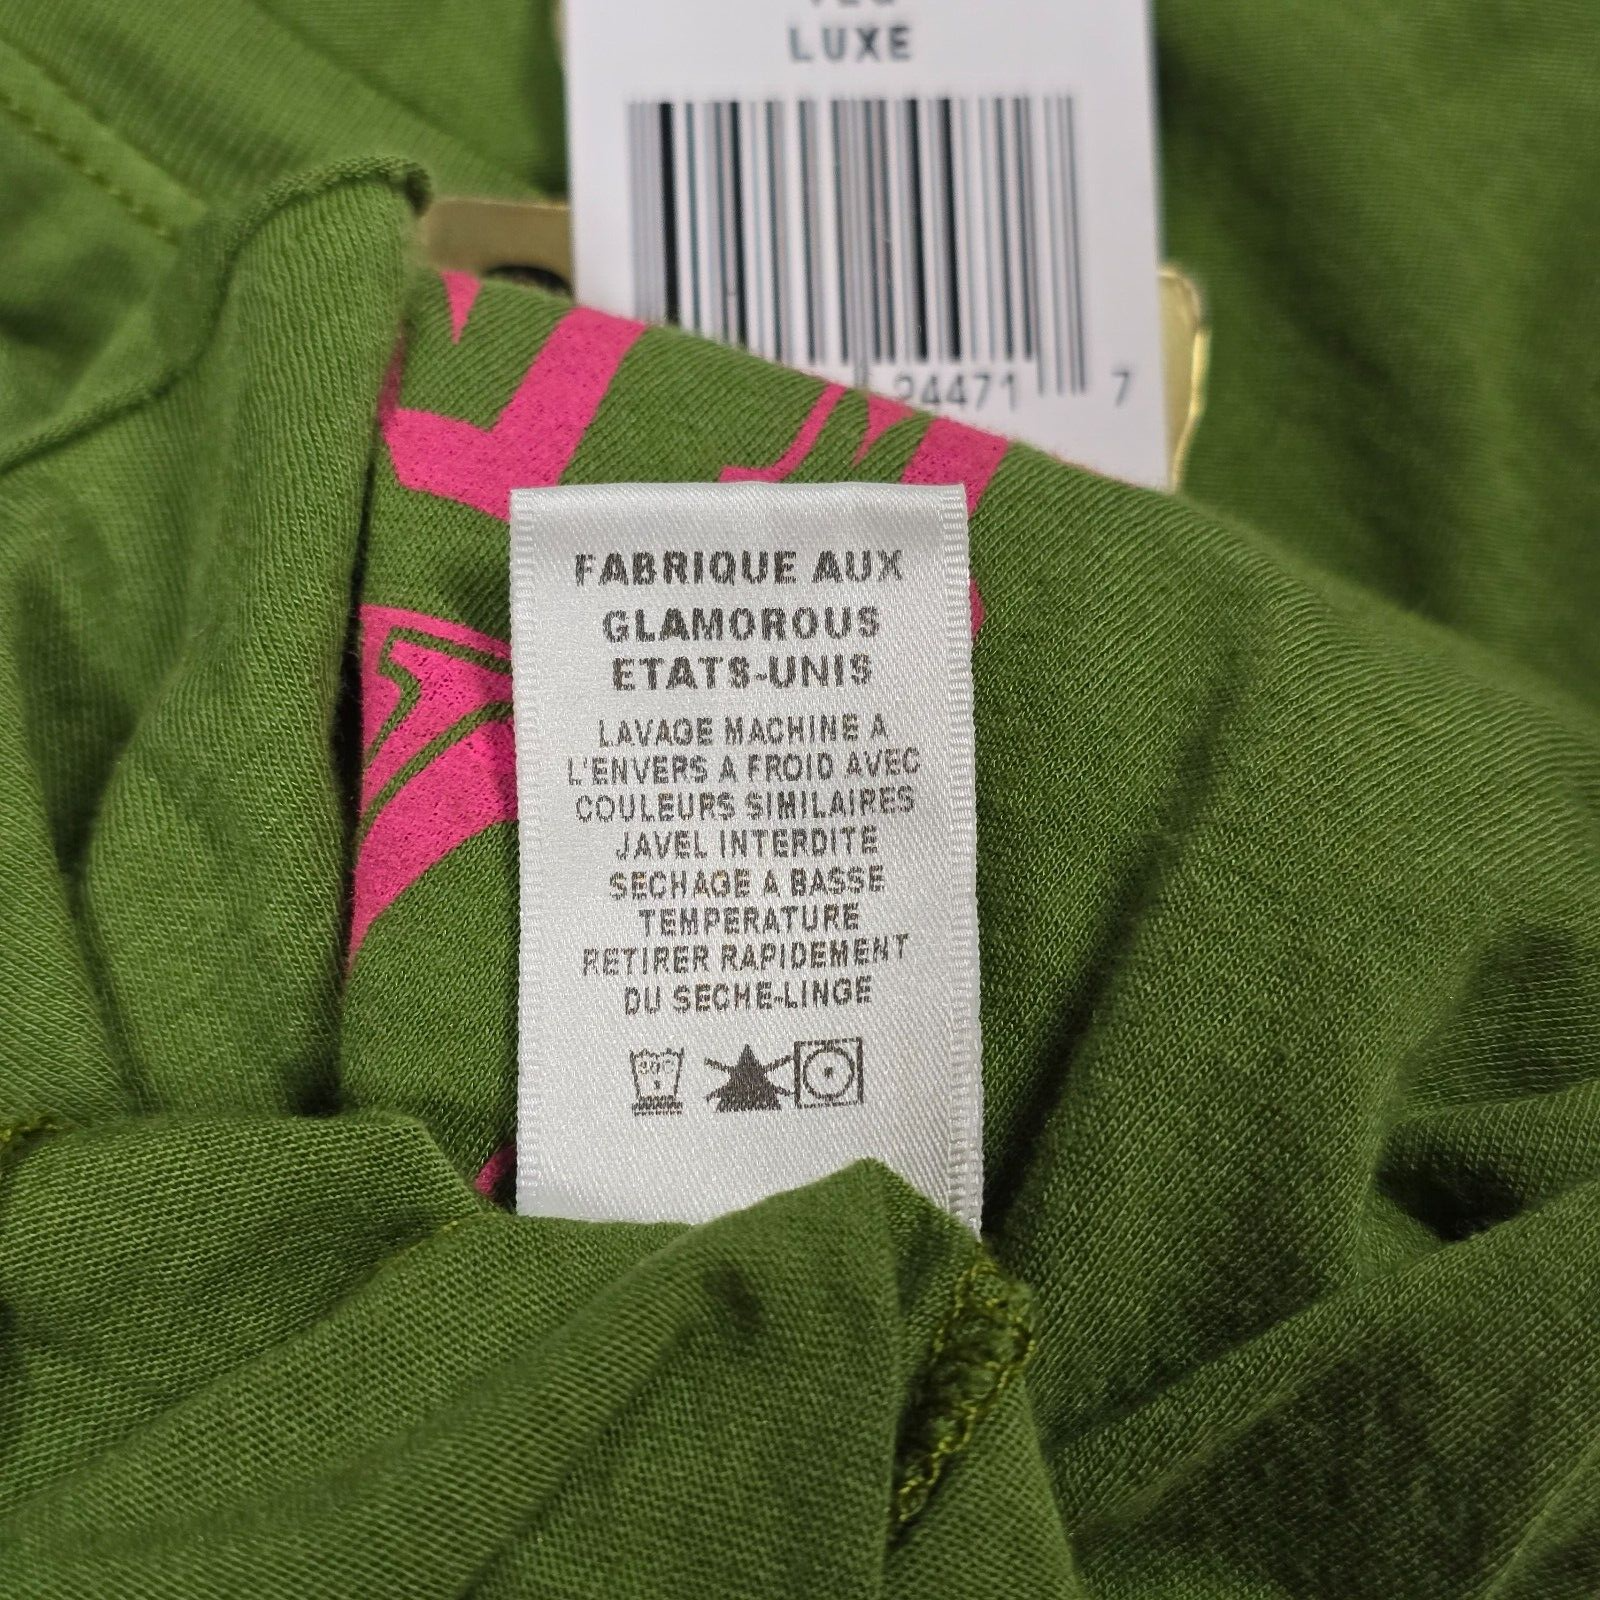 LUXE
24471 7
FABRIQUE AUX
GLAMOROUS
ETATS-UNIS
LAVAGE MACHINE A
L'ENVERS A FROID AVEC
COULEURS SIMILAIRES
JAVEL INTERDITE
SECHAGE A BASSE
TEMPERATURE
RETIRER RAPIDEMENT
DU SECHE-LINGE
30C